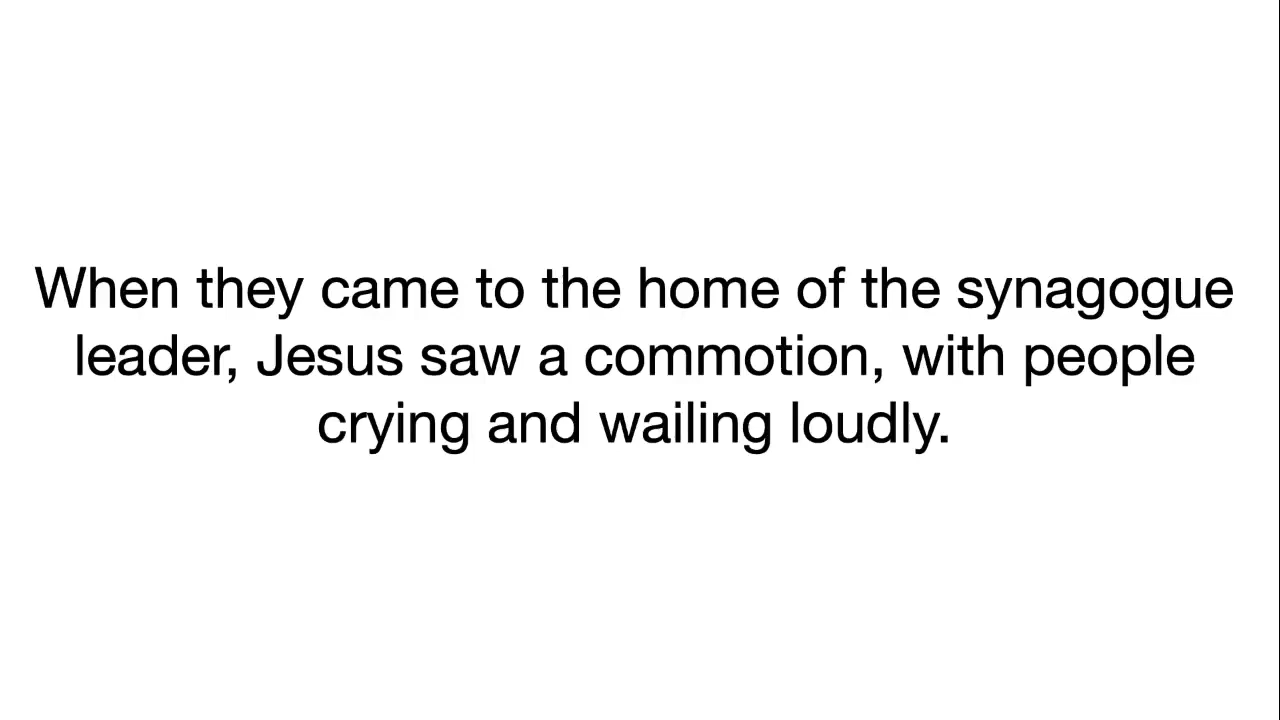 When they came to the home of the synagogue
leader, Jesus saw a commotion, with people
crying and wailing loudly.